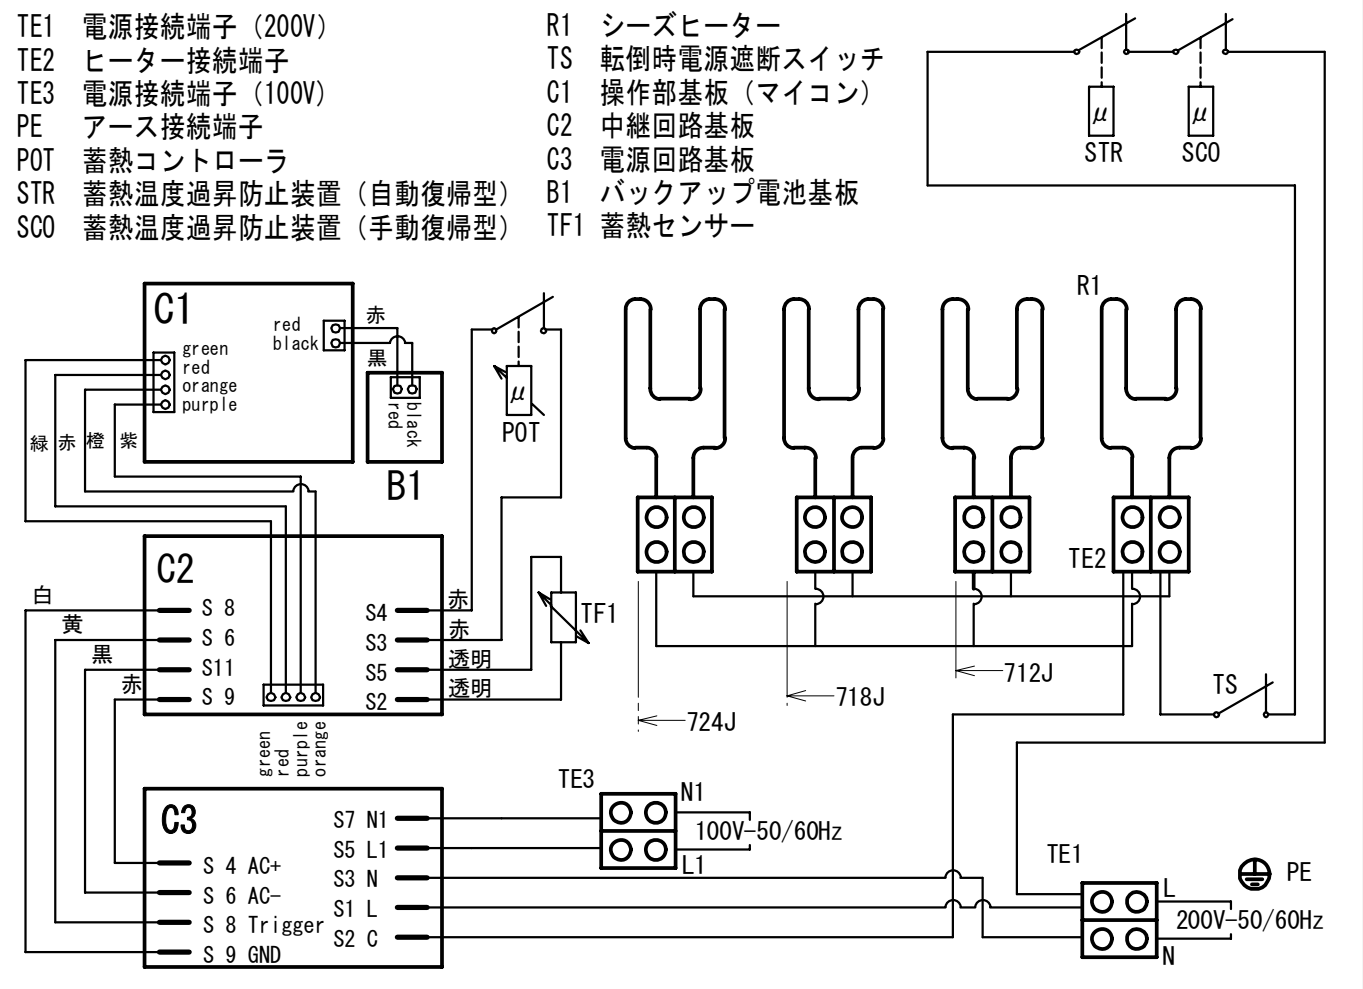 TE1 電源接続端子（200V）
TE2 ヒーター接続端子
TE3 電源接続端子（100V）
PE アース接続端子
POT 蓄熱コントローラ
STR 蓄熱温度過昇防止装置（自動復帰型）
SCO 蓄熱温度過昇防止装置（手動復帰型）
R1 シーズヒーター
TS 転倒時電源遮断スイッチ
C1 操作部基板（マイコン）
C2 中継回路基板
C3 電源回路基板
B1 バックアップ電池基板
TF1 蓄熱センサー
μ
STR
μ
SCO
C1
red
black
green
red
orange
purple
赤
黒
red
black
B1
緑
赤
橙
紫
μ
POT
R1
TE2
C2
白
黄
黒
赤
S 8
S 6
S11
S 9
S4
S3
S5
S2
赤
赤
透明
透明
TF1
green
red
purple
orange
724J
718J
712J
TS
C3
S 4 AC+
S 6 AC-
S 8 Trigger
S 9 GND
S7 N1
S5 L1
S3 N
S1 L
S2 C
TE3
N1
100V-50/60Hz
L1
TE1
L
200V-50/60Hz
N
PE